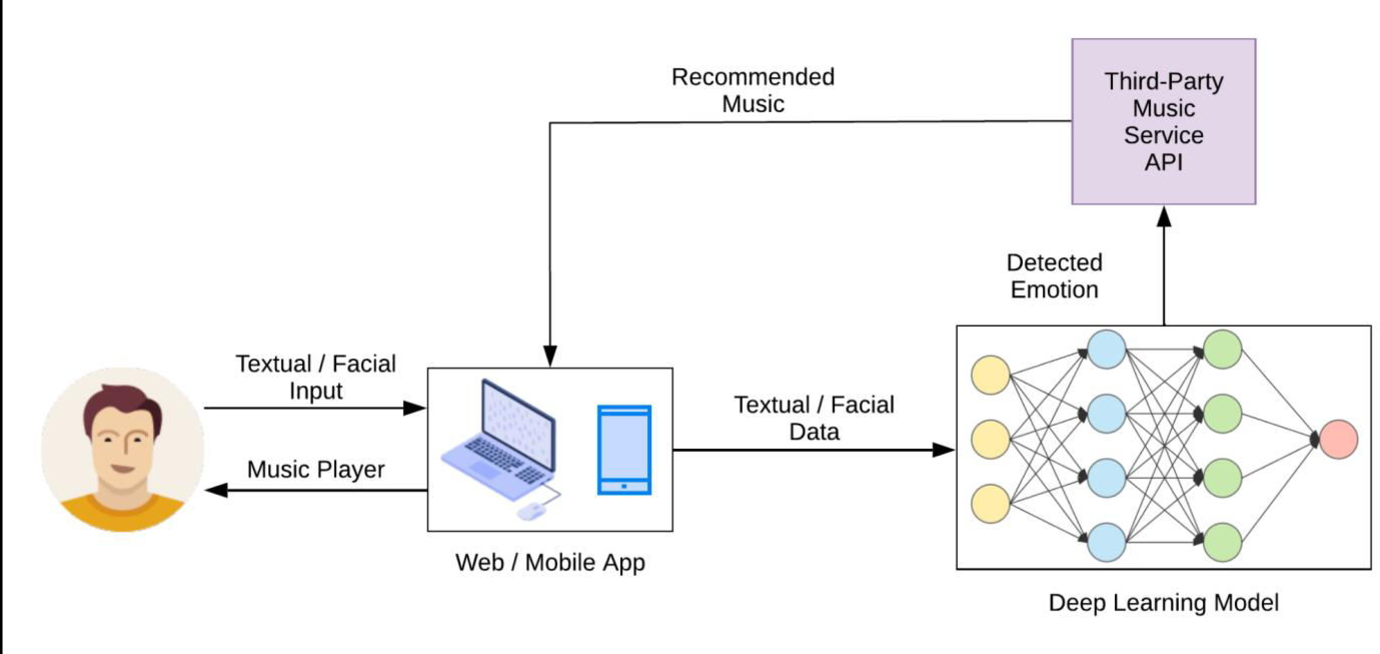 Recommended
Music
Third-Party
Music
Service
API
Detected
Emotion
Textual / Facial
Input
Music Player
Web / Mobile App
Textual / Facial
Data
Deep Learning Model